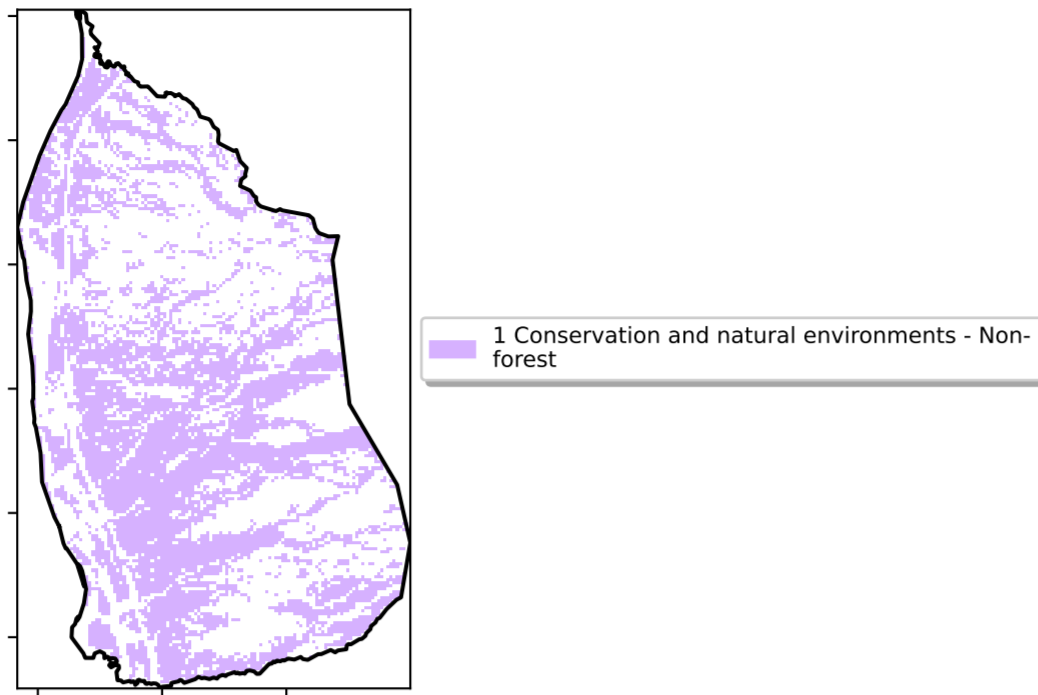 1 Conservation and natural environments - Non-
forest